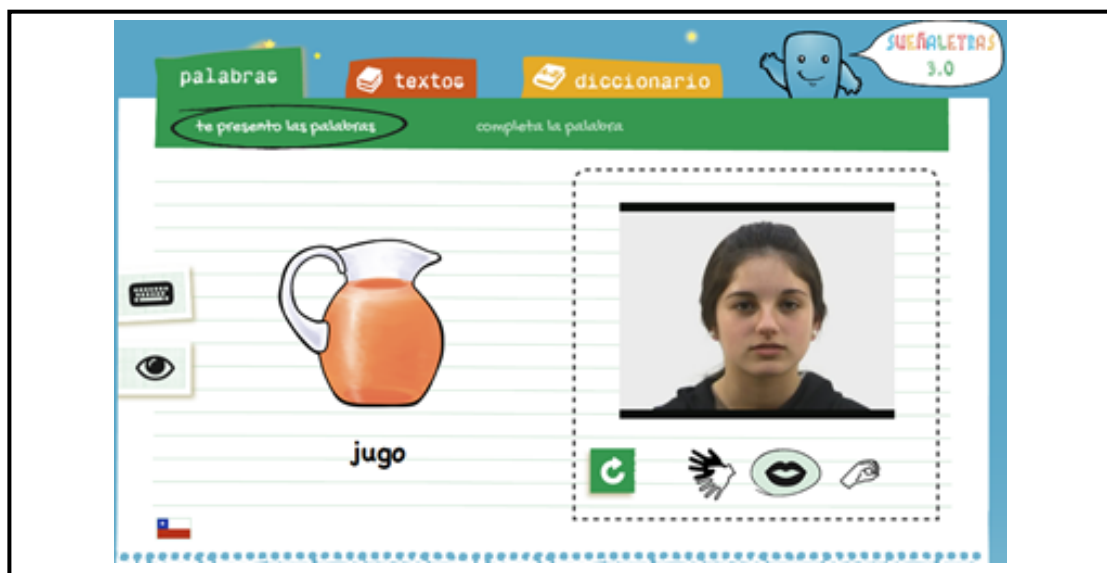 SUEÑALETRAS
3.0
palabras
textos
diccionario
te presento las palabras
completa la palabra
jugo